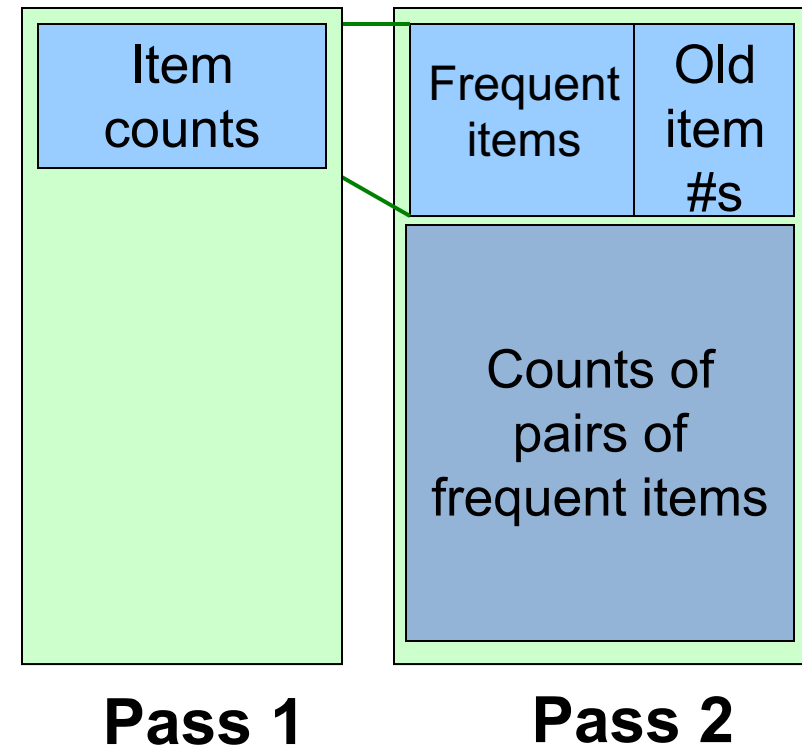 Item
counts
Frequent
items
Old
item
#s
Counts of
pairs of
frequent items
Pass 1
Pass 2